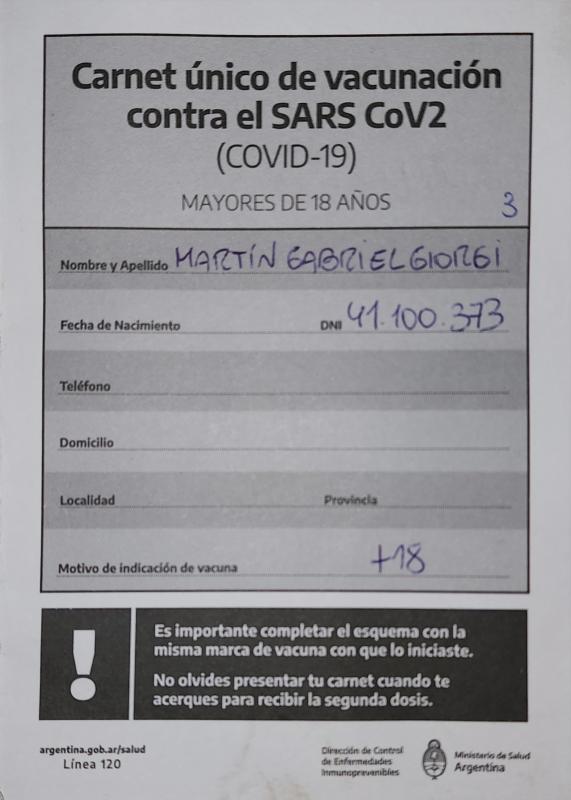 Carnet único de vacunación
contra el SARS CoV2
(COVID-19)
MAYORES DE 18 AÑOS
3
Nombre y Apellido MARTÍN GABRIEL GIORGI
Fecha de Nacimiento DNI 41.100.373
Teléfono
Domicilio
Localidad Provincia
Motivo de indicación de vacuna +18
! Es importante completar el esquema con la
misma marca de vacuna con que lo iniciaste.
No olvides presentar tu carnet cuando te
acerques para recibir la segunda dosis.
argentina.gob.ar/salud
Línea 120
Dirección de Control
de Enfermedades
Inmunoprevenibles
Ministerio de Salud
Argentina